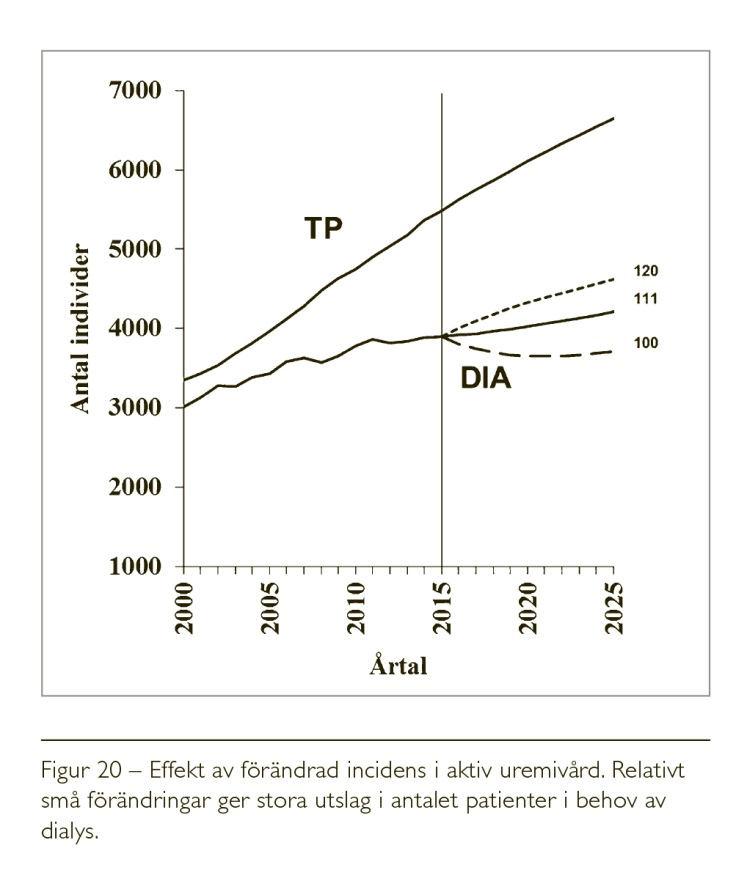 7000
6000
5000
4000
3000
2000
1000
Antal individer
TP
DIA
120
111
100
2000
2005
2010
2015
2020
2025
Årtal
Figur 20 – Effekt av förändrad incidens i aktiv uremivård. Relativt
små förändringar ger stora utslag i antalet patienter i behov av
dialys.